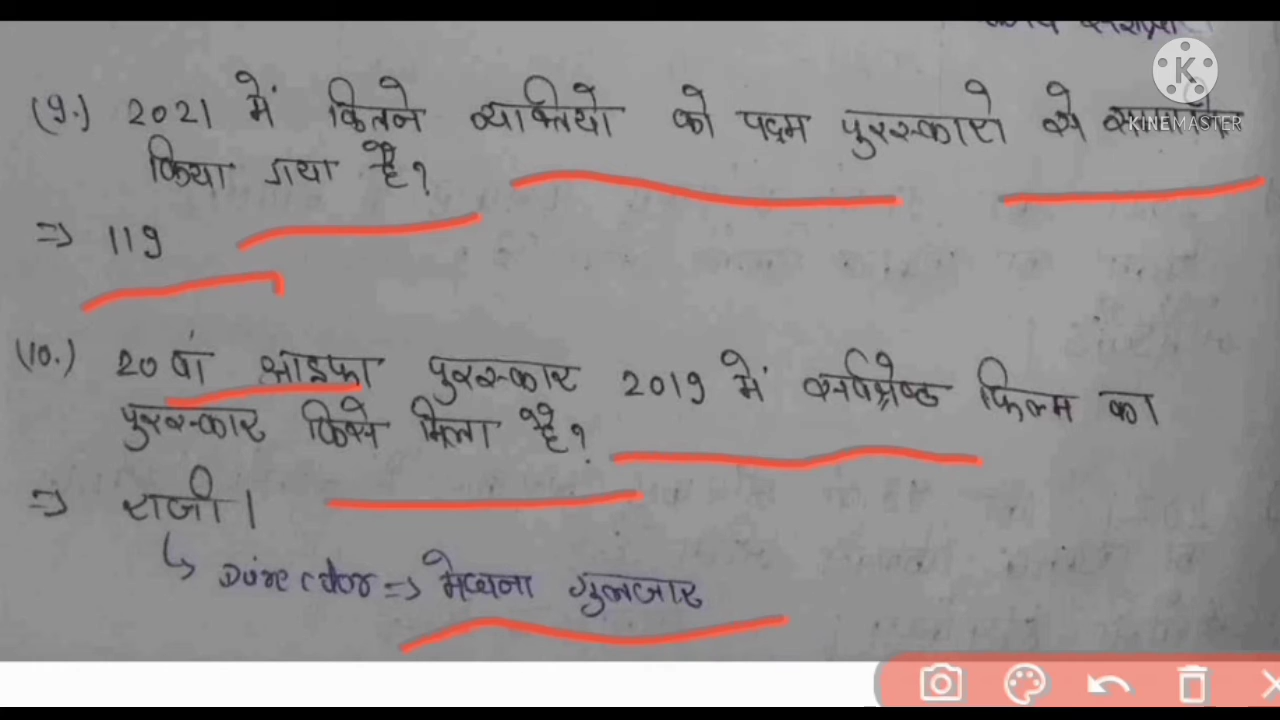 K
KINEMASTER
(9.) 2021 में कितने व्यक्तियो को पद्म पुरस्कारो से
किया गया है?
=> 119
(10.) 20 वां आइफा पुरस्कार 2019 में सर्वश्रेष्ठ फिल्म का
पुरस्कार किसे मिला है?
=> राजी।
↳ Director => मेघना गुलजार